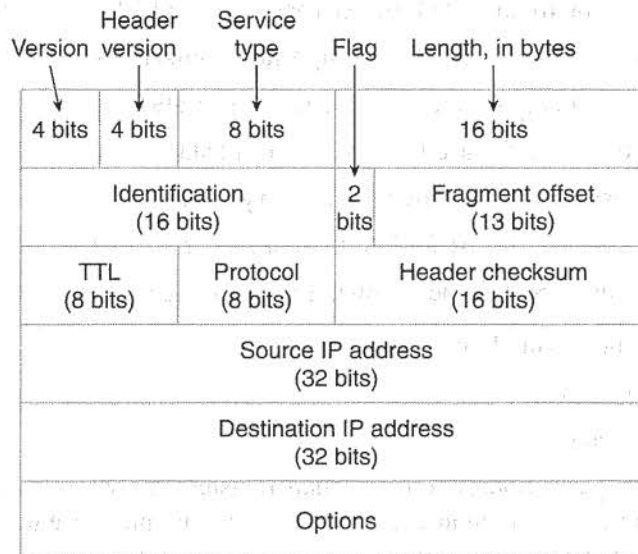 Version
Header version
Service type
Flag
Length, in bytes
4 bits
4 bits
8 bits
16 bits
Identification
(16 bits)
2 bits
Fragment offset
(13 bits)
TTL
(8 bits)
Protocol
(8 bits)
Header checksum
(16 bits)
Source IP address
(32 bits)
Destination IP address
(32 bits)
Options